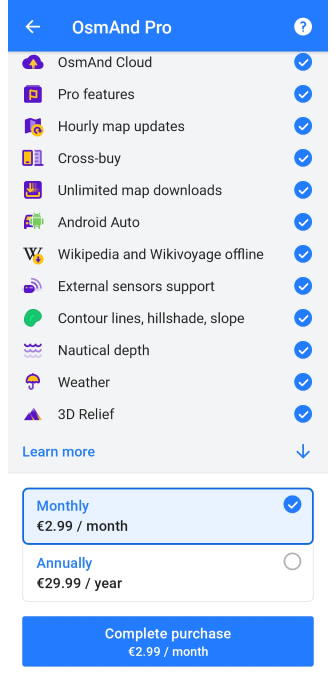 OsmAnd Pro
OsmAnd Cloud
Pro features
Hourly map updates
Cross-buy
Unlimited map downloads
Android Auto
Wikipedia and Wikivoyage offline
External sensors support
Contour lines, hillshade, slope
Nautical depth
Weather
3D Relief
Learn more
Monthly
€2.99 / month
Annually
€29.99 / year
Complete purchase
€2.99 / month